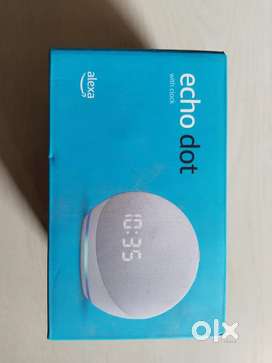 echo dot
with clock
alexa
10:35
olx